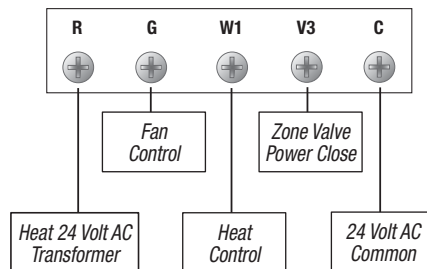 R G W1 V3 C
Fan
Control
Zone Valve
Power Close
Heat 24 Volt AC
Transformer
Heat
Control
24 Volt AC
Common